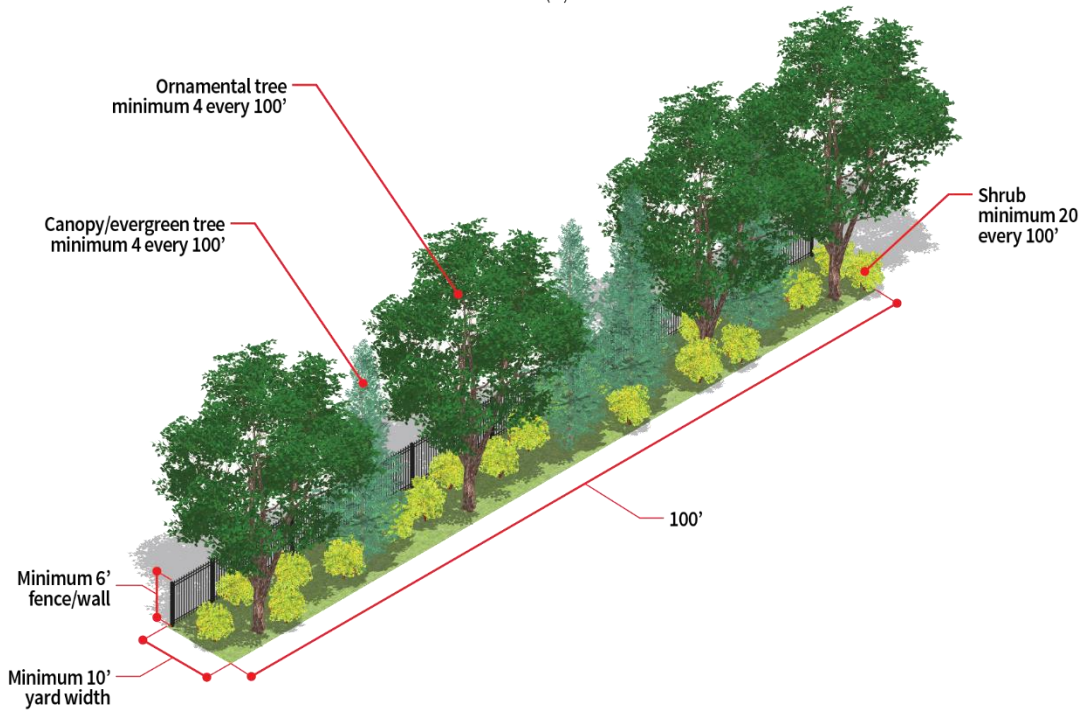 Ornamental tree
minimum 4 every 100’
Canopy/evergreen tree
minimum 4 every 100’
Shrub
minimum 20
every 100’
100’
Minimum 6’
fence/wall
Minimum 10’
yard width